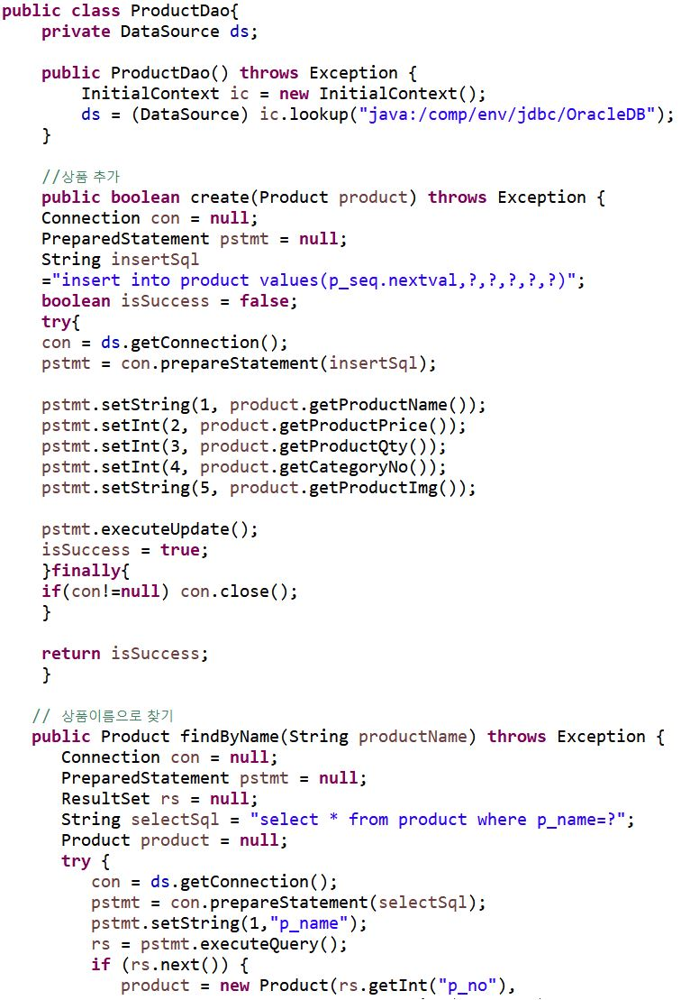 public class ProductDao{
private DataSource ds;
public ProductDao() throws Exception {
InitialContext ic = new InitialContext();
ds = (DataSource) ic.lookup("java:/comp/env/jdbc/OracleDB");
}
//상품 추가
public boolean create(Product product) throws Exception {
Connection con = null;
PreparedStatement pstmt = null;
String insertSql
="insert into product values(p_seq.nextval,?,?,?,?,?)";
boolean isSuccess = false;
try{
con = ds.getConnection();
pstmt = con.prepareStatement(insertSql);
pstmt.setString(1, product.getProductName());
pstmt.setInt(2, product.getProductPrice());
pstmt.setInt(3, product.getProductQty());
pstmt.setInt(4, product.getCategoryNo());
pstmt.setString(5, product.getProductImg());
pstmt.executeUpdate();
isSuccess = true;
}finally{
if(con!=null) con.close();
}
return isSuccess;
}
// 상품이름으로 찾기
public Product findByName(String productName) throws Exception {
Connection con = null;
PreparedStatement pstmt = null;
ResultSet rs = null;
String selectSql = "select * from product where p_name=?";
Product product = null;
try {
con = ds.getConnection();
pstmt = con.prepareStatement(selectSql);
pstmt.setString(1,"p_name");
rs = pstmt.executeQuery();
if (rs.next()) {
product = new Product(rs.getInt("p_no"),